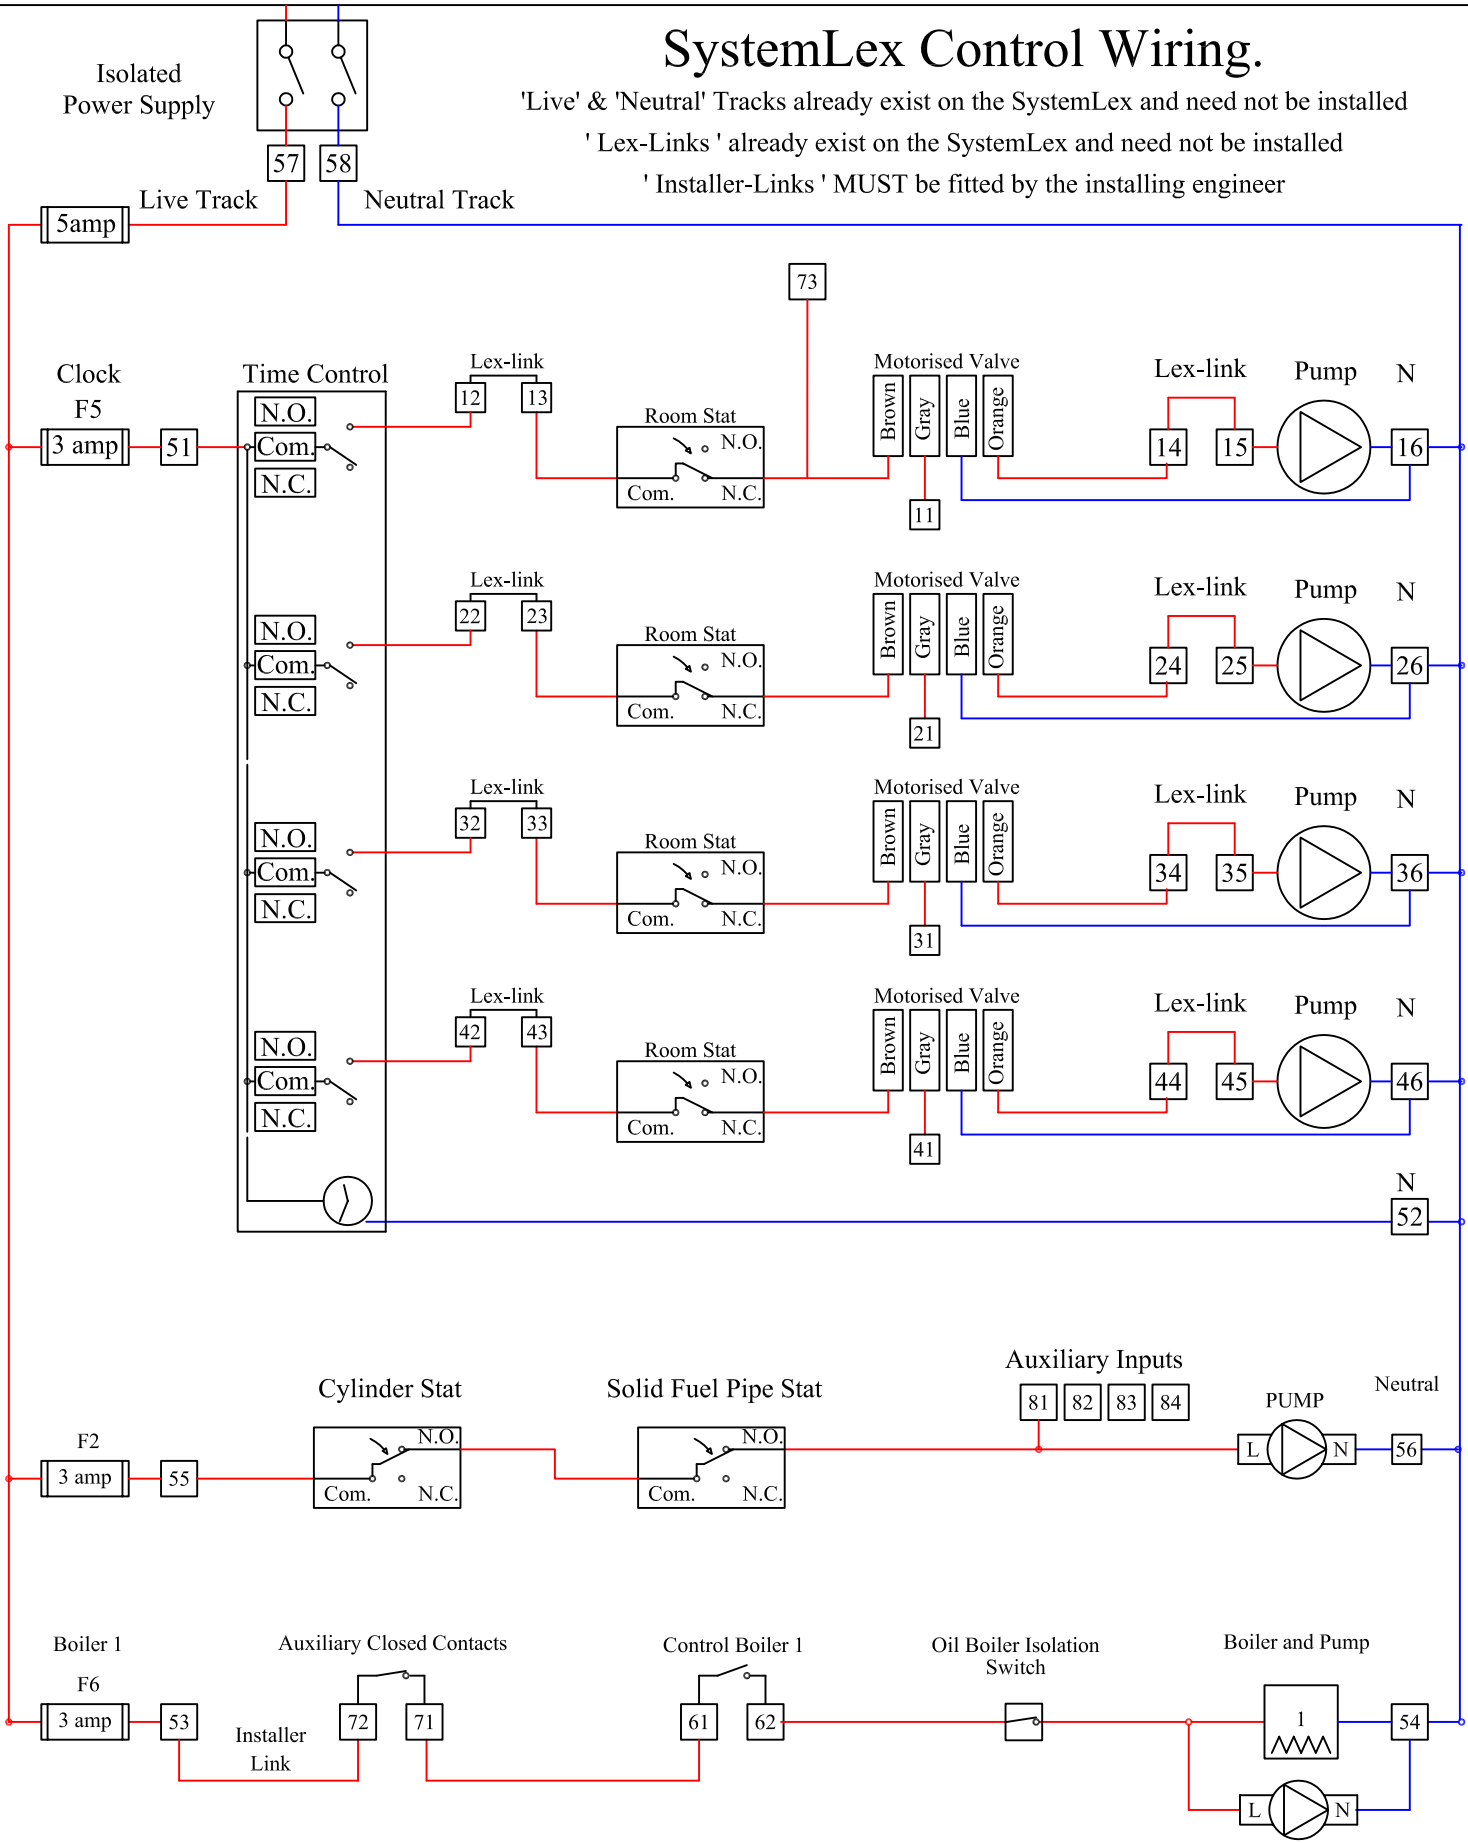 SystemLex Control Wiring.
Isolated
Power Supply
'Live' & 'Neutral' Tracks already exist on the SystemLex and need not be installed
' Lex-Links ' already exist on the SystemLex and need not be installed
' Installer-Links ' MUST be fitted by the installing engineer
57 58
Live Track Neutral Track
5amp
73
Clock
F5
3 amp 51
Time Control
N.O.
Com.
N.C.
Lex-link
12 13
Room Stat
N.O.
Com. N.C.
Motorised Valve
Brown Gray Blue Orange
11
Lex-link
14 15
Pump
N
16
N.O.
Com.
N.C.
Lex-link
22 23
Room Stat
N.O.
Com. N.C.
Motorised Valve
Brown Gray Blue Orange
21
Lex-link
24 25
Pump
N
26
N.O.
Com.
N.C.
Lex-link
32 33
Room Stat
N.O.
Com. N.C.
Motorised Valve
Brown Gray Blue Orange
31
Lex-link
34 35
Pump
N
36
N.O.
Com.
N.C.
Lex-link
42 43
Room Stat
N.O.
Com. N.C.
Motorised Valve
Brown Gray Blue Orange
41
Lex-link
44 45
Pump
N
46
N
52
F2
3 amp 55
Cylinder Stat
N.O.
Com. N.C.
Solid Fuel Pipe Stat
N.O.
Com. N.C.
Auxiliary Inputs
81 82 83 84
PUMP
L N
Neutral
56
Boiler 1
F6
3 amp 53
Installer
Link
Auxiliary Closed Contacts
72 71
Control Boiler 1
61 62
Oil Boiler Isolation
Switch
Boiler and Pump
1
54
L N